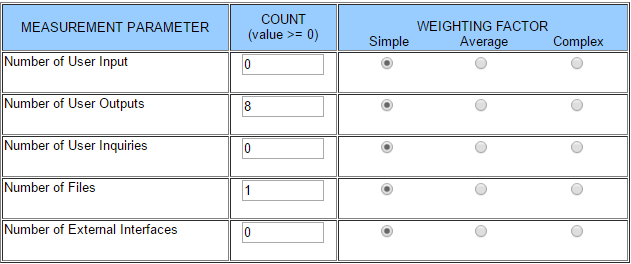 MEASUREMENT PARAMETER
COUNT
(value >= 0)
WEIGHTING FACTOR
Simple Average Complex
Number of User Input 0
Number of User Outputs 8
Number of User Inquiries 0
Number of Files 1
Number of External Interfaces 0